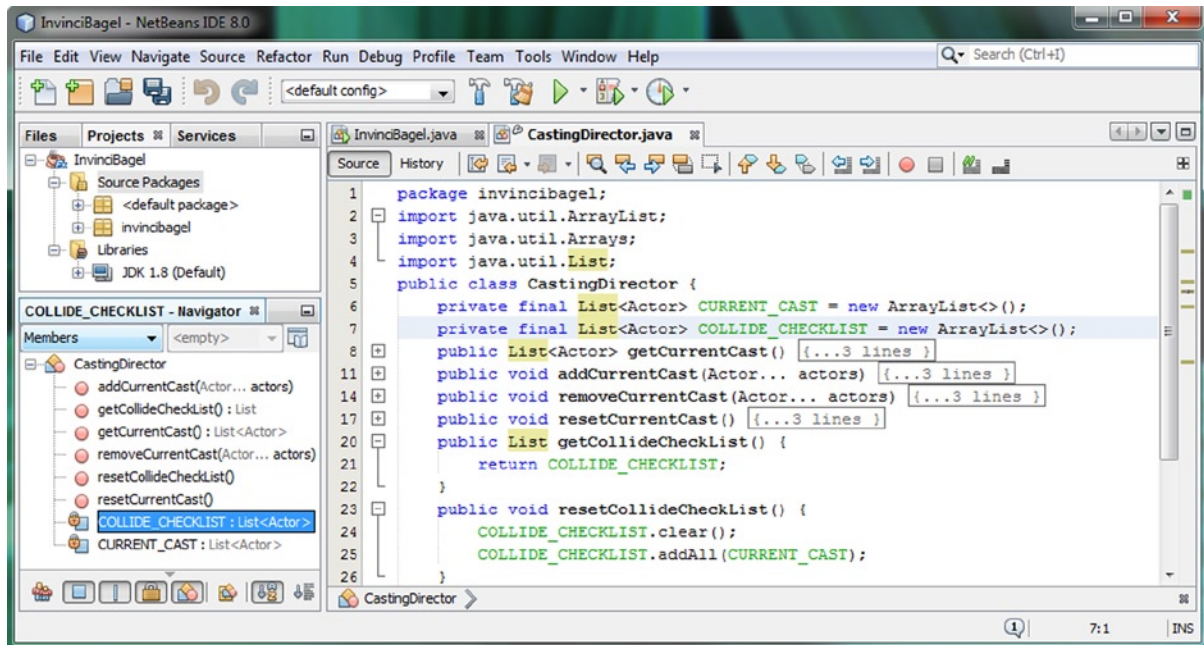 InvinciBagel - NetBeans IDE 8.0
File Edit View Navigate Source Refactor Run Debug Profile Team Tools Window Help
Search (Ctrl+I)
<default config>
Files Projects Services
InvinciBagel
Source Packages
<default package>
invincibagel
Libraries
JDK 1.8 (Default)
COLLIDE_CHECKLIST - Navigator
Members
<empty>
CastingDirector
addCurrentCast(Actor... actors)
getCollideCheckList() : List
getCurrentCast() : List<Actor>
removeCurrentCast(Actor... actors)
resetCollideCheckList()
resetCurrentCast()
COLLIDE_CHECKLIST : List<Actor>
CURRENT_CAST : List<Actor>
InvinciBagel.java CastingDirector.java
Source History
1 package invincibagel;
2 import java.util.ArrayList;
3 import java.util.Arrays;
4 import java.util.List;
5 public class CastingDirector {
6 private final List<Actor> CURRENT_CAST = new ArrayList<>();
7 private final List<Actor> COLLIDE_CHECKLIST = new ArrayList<>();
8 public List<Actor> getCurrentCast() {...3 lines }
11 public void addCurrentCast(Actor... actors) {...3 lines }
14 public void removeCurrentCast(Actor... actors) {...3 lines }
17 public void resetCurrentCast() {...3 lines }
20 public List getCollideCheckList() {
21 return COLLIDE_CHECKLIST;
22 }
23 public void resetCollideCheckList() {
24 COLLIDE_CHECKLIST.clear();
25 COLLIDE_CHECKLIST.addAll(CURRENT_CAST);
26 }
CastingDirector
1 7:1 INS